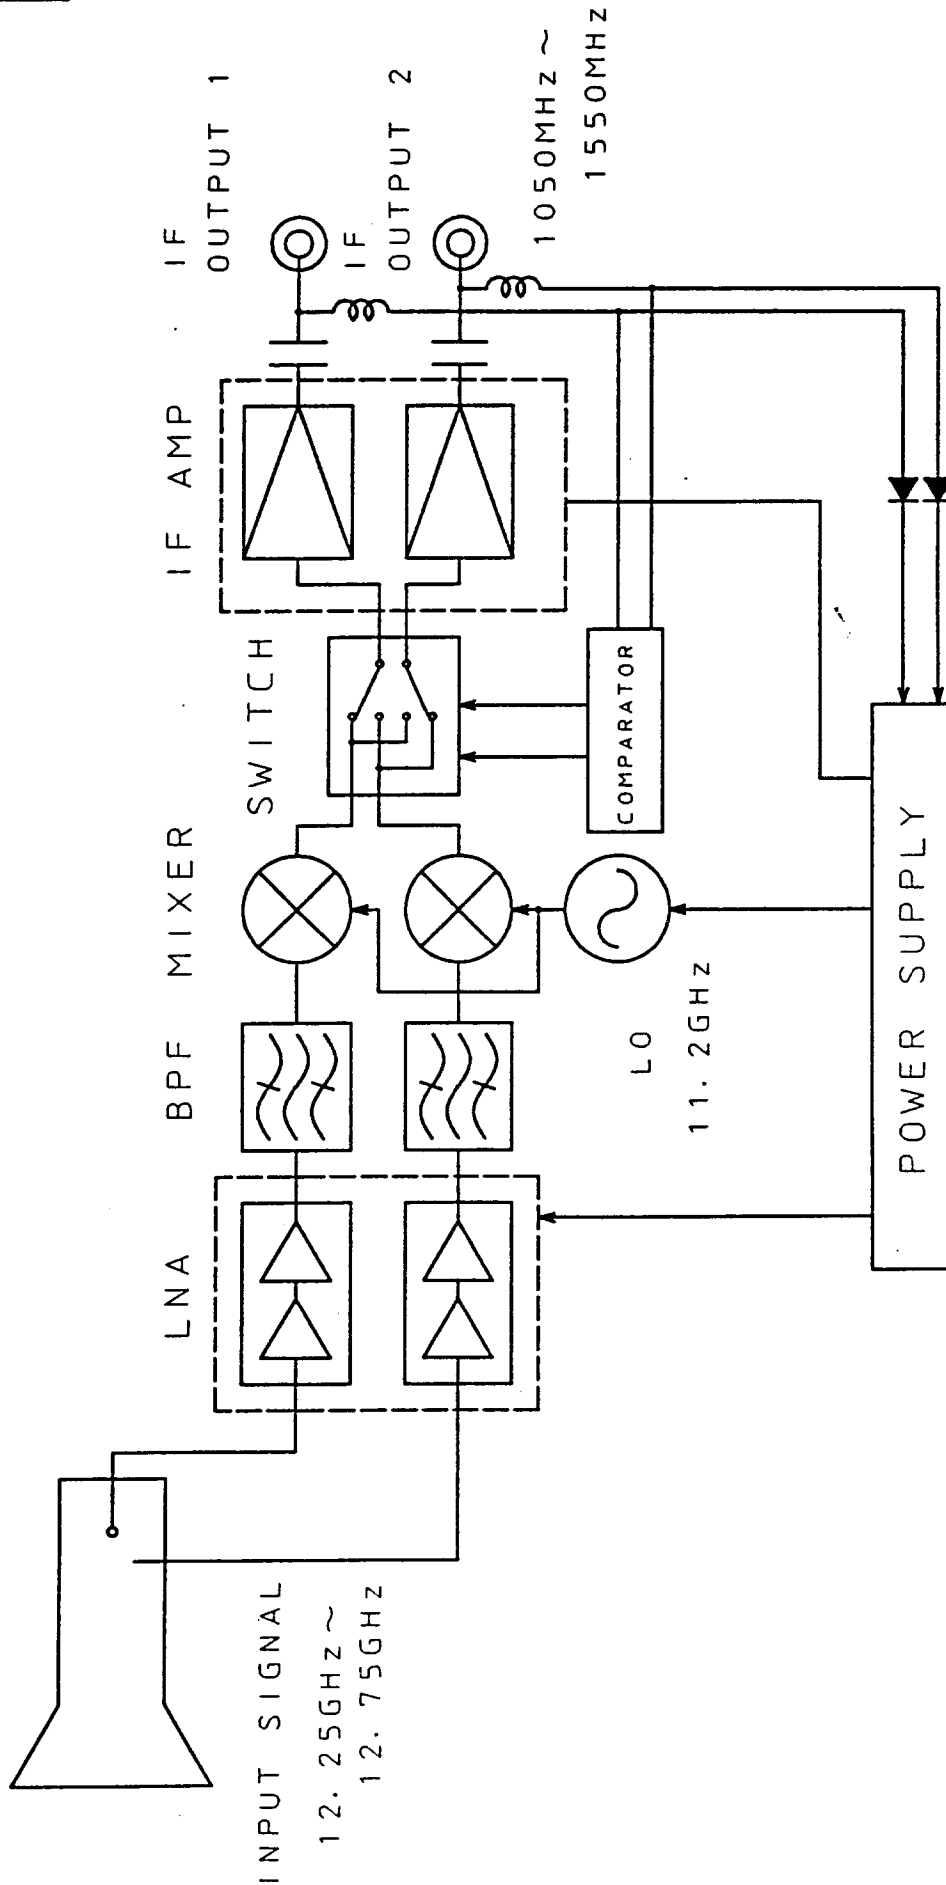 INPUT SIGNAL
12.25GHz~
12.75GHz
LNA
BPF
MIXER
SWITCH
IF AMP
IF
OUTPUT 1
IF
OUTPUT 2
1050MHz~
1550MHz
LO
11.2GHz
COMPARATOR
POWER SUPPLY